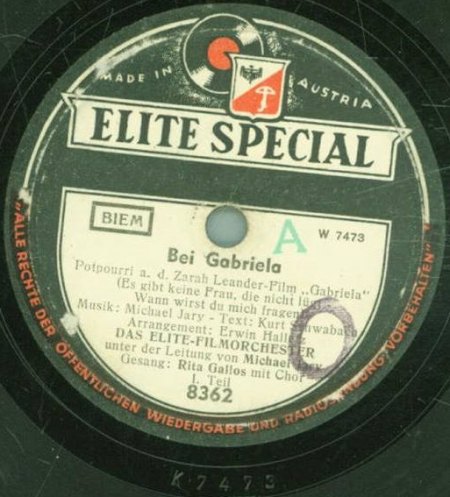 MADE IN AUSTRIA
ELITE SPECIAL
BIEM
A
W 7473
Bei Gabriela
Potpourri a. d. Zarah Leander-Film „Gabriela"
(Es gibt keine Frau, die nicht
Wann wirst du mich fragen
Musik: Michael Jary - Text: Kurt
Arrangement: Erwin
DAS ELITE-FILMORCHESTER
unter der Leitung von Michael
Gesang: Rita Gallos mit Chor
I. Teil
8362
"ALLE RECHTE DER ÖFFENTLICHEN WIEDERGABE UND VORBEHALTEN"
K 7473